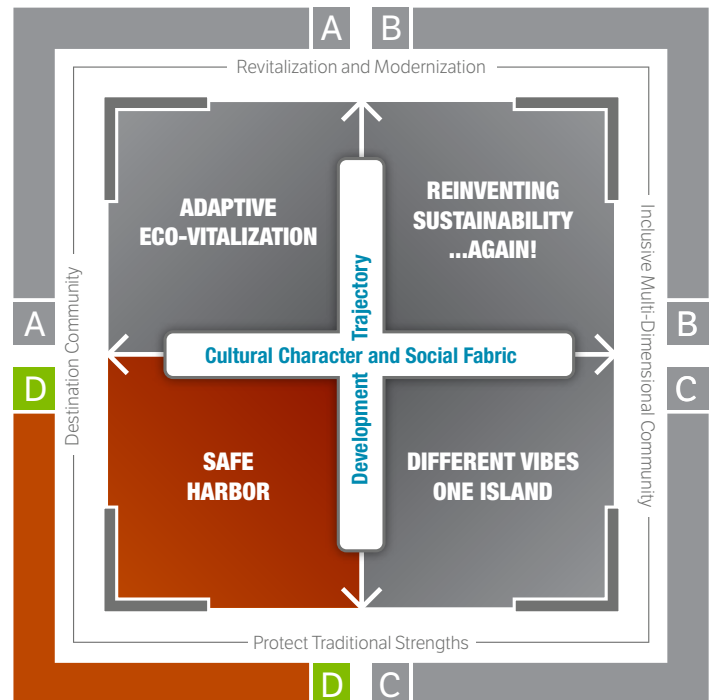 A
B
Revitalization and Modernization
ADAPTIVE
ECO-VITALIZATION
REINVENTING
SUSTAINABILITY
...AGAIN!
Destination Community
Inclusive Multi-Dimensional Community
A
B
Development Trajectory
Cultural Character and Social Fabric
D
C
SAFE
HARBOR
DIFFERENT VIBES
ONE ISLAND
Protect Traditional Strengths
D
C